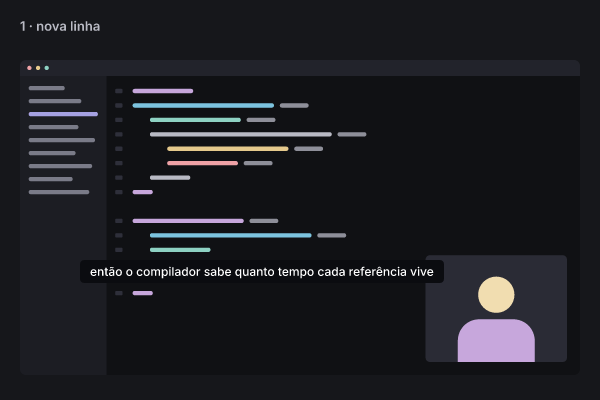 1 · nova linha
então o compilador sabe quanto tempo cada referência vive